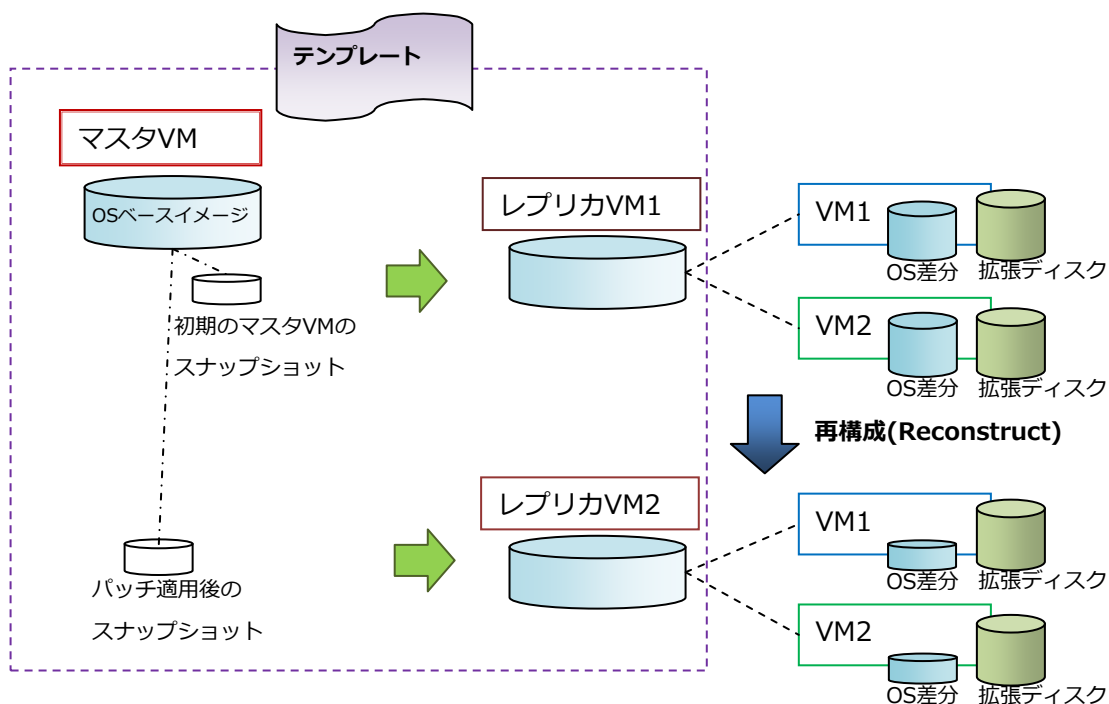 テンプレート
マスタVM
OSベースイメージ
初期のマスタVMの
スナップショット
レプリカVM1
VM1
OS差分
拡張ディスク
VM2
OS差分
拡張ディスク
再構成(Reconstruct)
パッチ適用後の
スナップショット
レプリカVM2
VM1
OS差分
拡張ディスク
VM2
OS差分
拡張ディスク